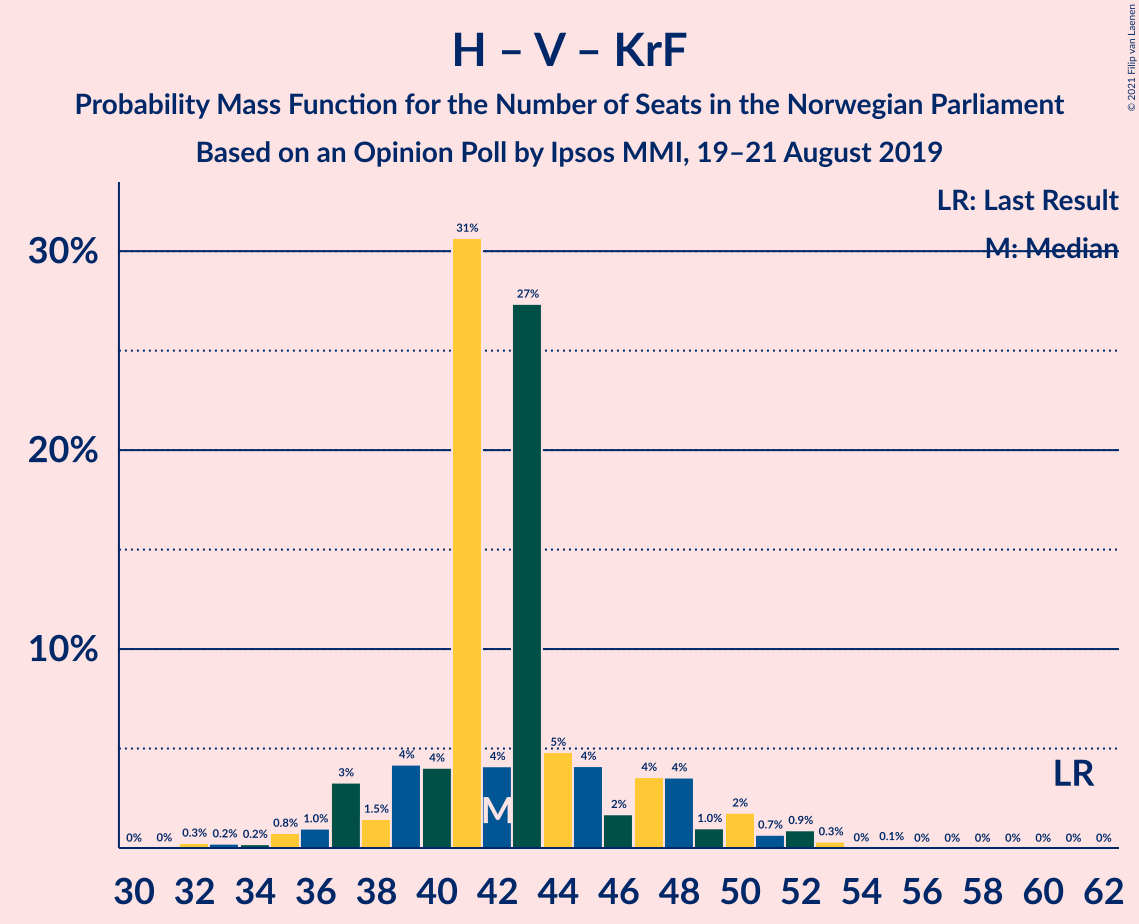 H – V – KrF
Probability Mass Function for the Number of Seats in the Norwegian Parliament
Based on an Opinion Poll by Ipsos MMI, 19–21 August 2019
© 2021 Filip van Laenen
LR: Last Result
M: Median
30%
20%
10%
0% 0% 0.3% 0.2% 0.2% 0.8% 1.0% 3% 1.5% 4% 4% 31% 4% 27% 5% 4% 2% 4% 4% 1.0% 2% 0.7% 0.9% 0.3% 0% 0.1% 0% 0% 0% 0% 0% 0% 0%
M
LR
30 32 34 36 38 40 42 44 46 48 50 52 54 56 58 60 62